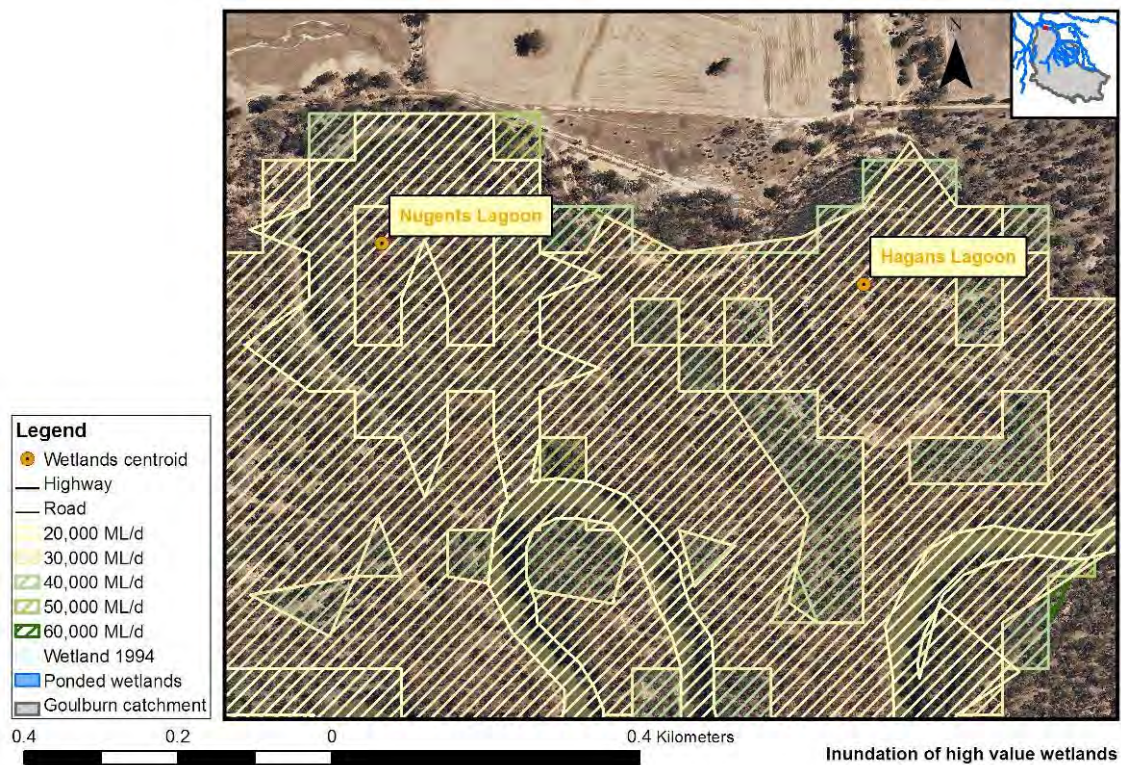 N
Nugents Lagoon
Hagans Lagoon
Legend
Wetlands centroid
Highway
Road
20,000 ML/d
30,000 ML/d
40,000 ML/d
50,000 ML/d
60,000 ML/d
Wetland 1994
Ponded wetlands
Goulburn catchment
0.4 0.2 0 0.4 Kilometers
Inundation of high value wetlands